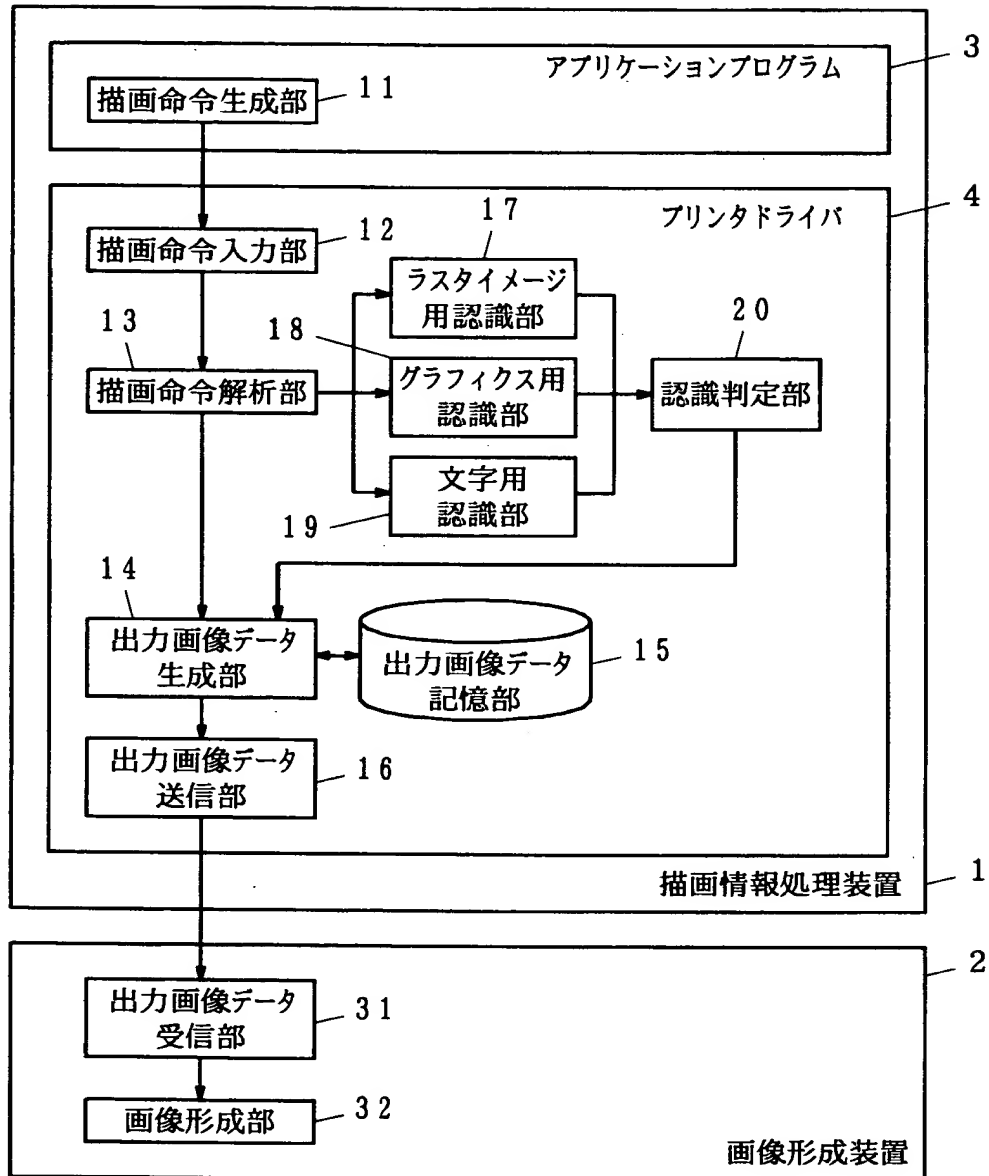 3
アプリケーションプログラム
11
描画命令生成部
4
プリンタドライバ
17
12
描画命令入力部
ラスタイメージ
用認識部
13
18
20
描画命令解析部
グラフィクス用
認識部
認識判定部
文字用
認識部
19
14
出力画像データ
生成部
出力画像データ
記憶部
15
出力画像データ
送信部
16
描画情報処理装置
1
2
出力画像データ
受信部
31
画像形成部
32
画像形成装置